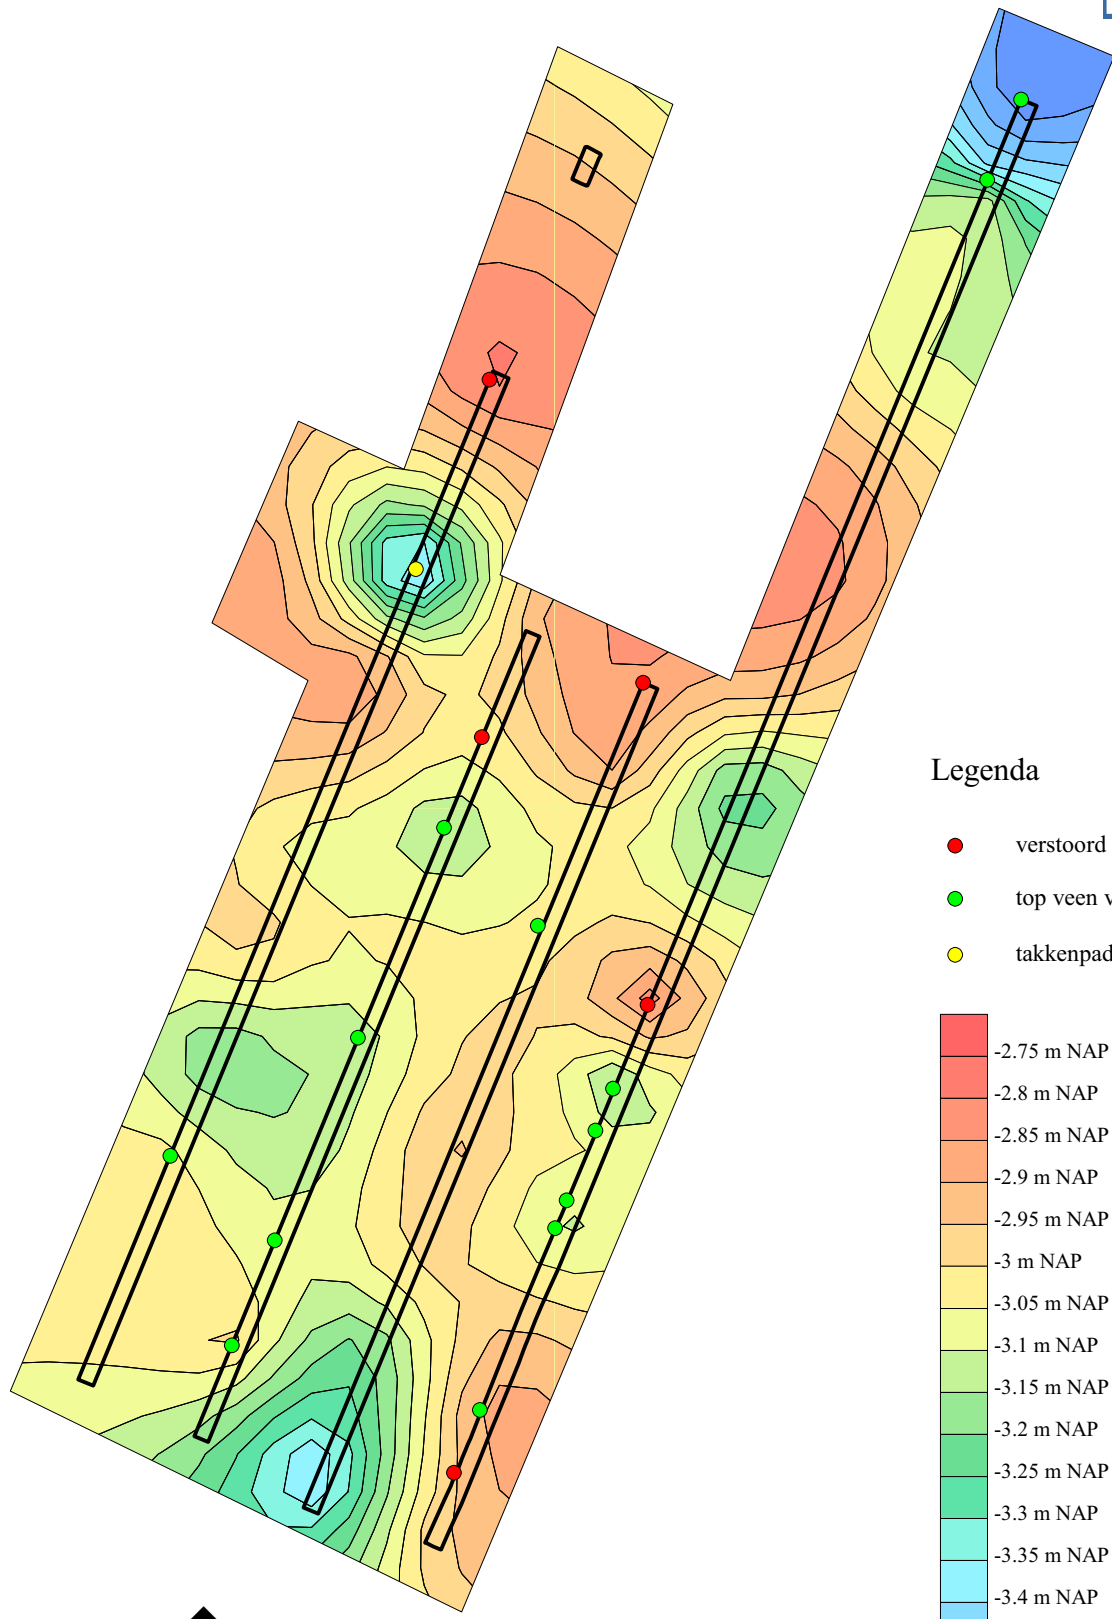 Legenda
verstoord
top veen v
takkenpad
-2.75 m NAP
-2.8 m NAP
-2.85 m NAP
-2.9 m NAP
-2.95 m NAP
-3 m NAP
-3.05 m NAP
-3.1 m NAP
-3.15 m NAP
-3.2 m NAP
-3.25 m NAP
-3.3 m NAP
-3.35 m NAP
-3.4 m NAP